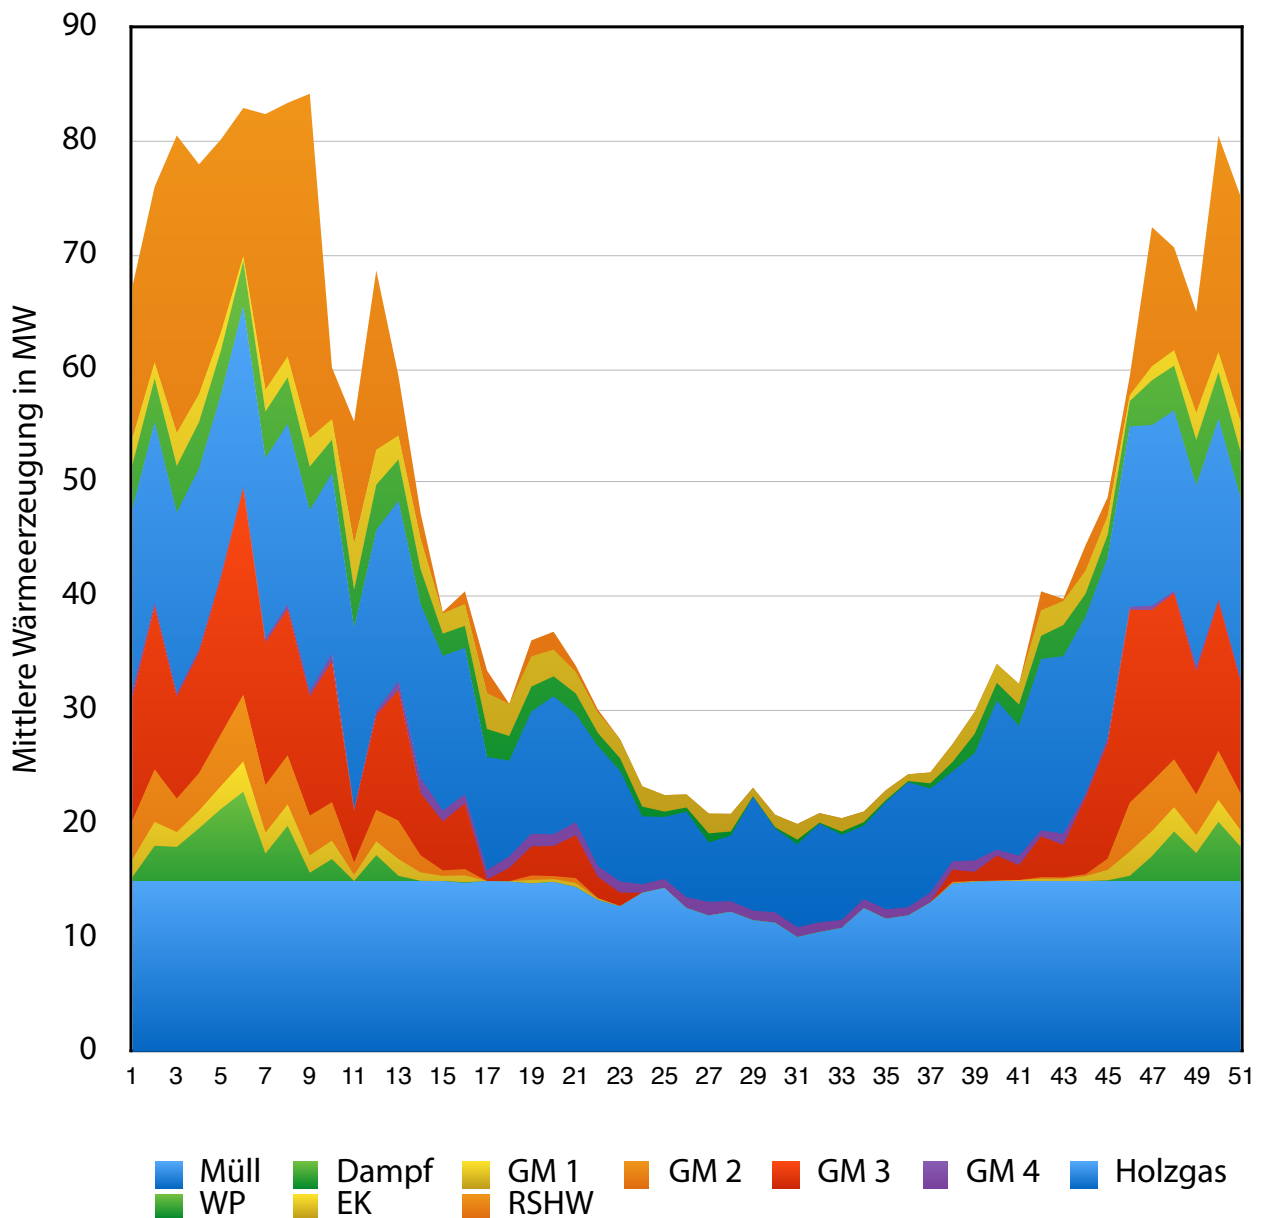 90
80
70
60
50
40
30
20
10
0
Mittlere Wärmeerzeugung in MW
1 3 5 7 9 11 13 15 17 19 21 23 25 27 29 31 33 35 37 39 41 43 45 47 49 51
Müll Dampf GM 1 GM 2 GM 3 GM 4 Holzgas
WP EK RSHW